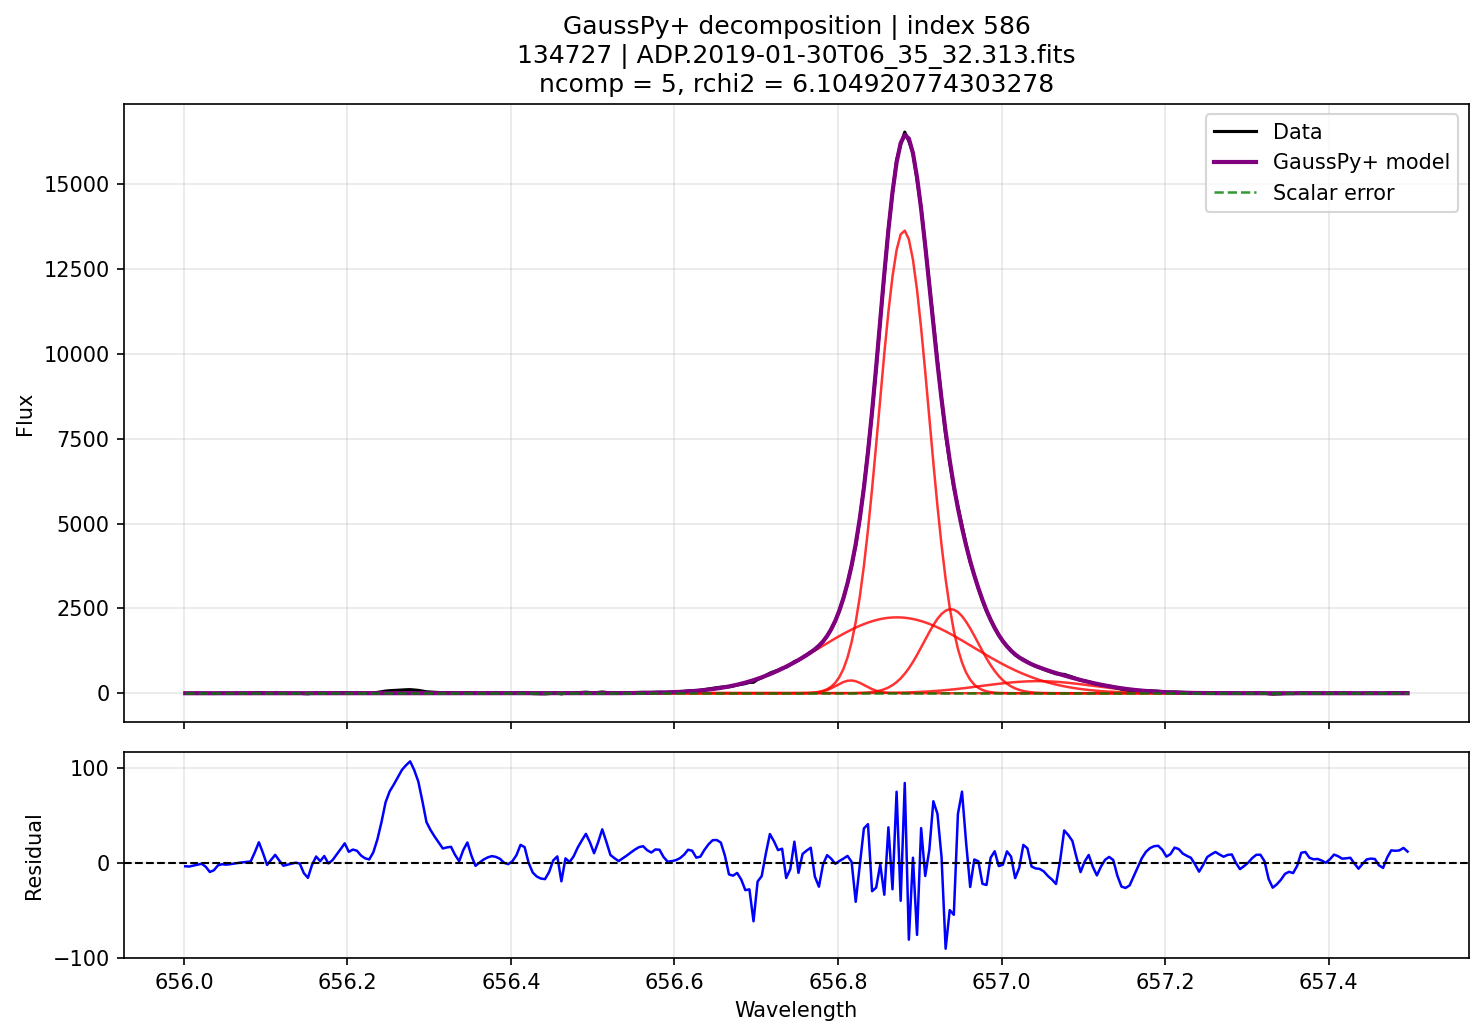 GaussPy+ decomposition | index 586
134727 | ADP.2019-01-30T06_35_32.313.fits
ncomp = 5, rchi2 = 6.104920774303278
Data
GaussPy+ model
Scalar error
Flux
15000
12500
10000
7500
5000
2500
0
Residual
100
0
−100
656.0
656.2
656.4
656.6
656.8
657.0
657.2
657.4
Wavelength